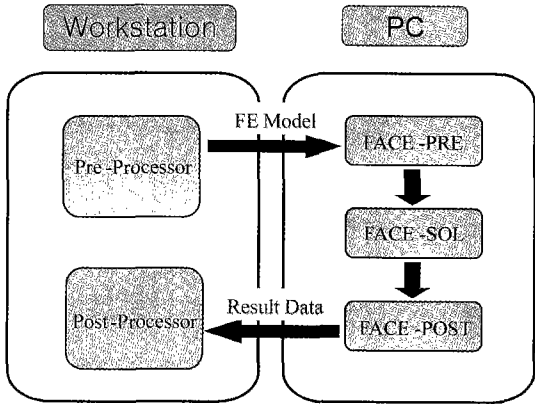 Workstation
PC
FE Model
Pre-Processor
FACE-PRE
FACE-SOL
Result Data
Post-Processor
FACE-POST